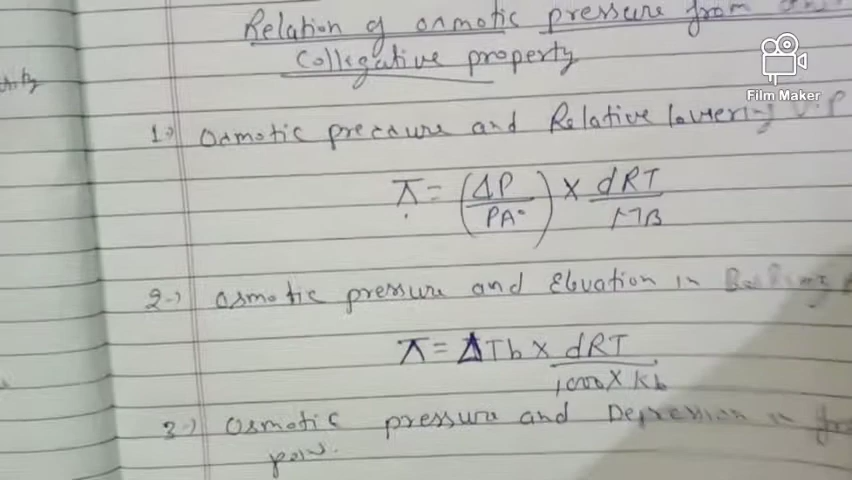 Relation of osmotic pressure from
Colligative property
Film Maker
1.) Osmotic pressure and Relative lowering V.P
π = (ΔP/PA°) × dRT/MB
2.) Osmotic pressure and Elevation in Boiling
π = ΔTb × dRT/1000 × Kb
3.) Osmotic pressure and Depression in